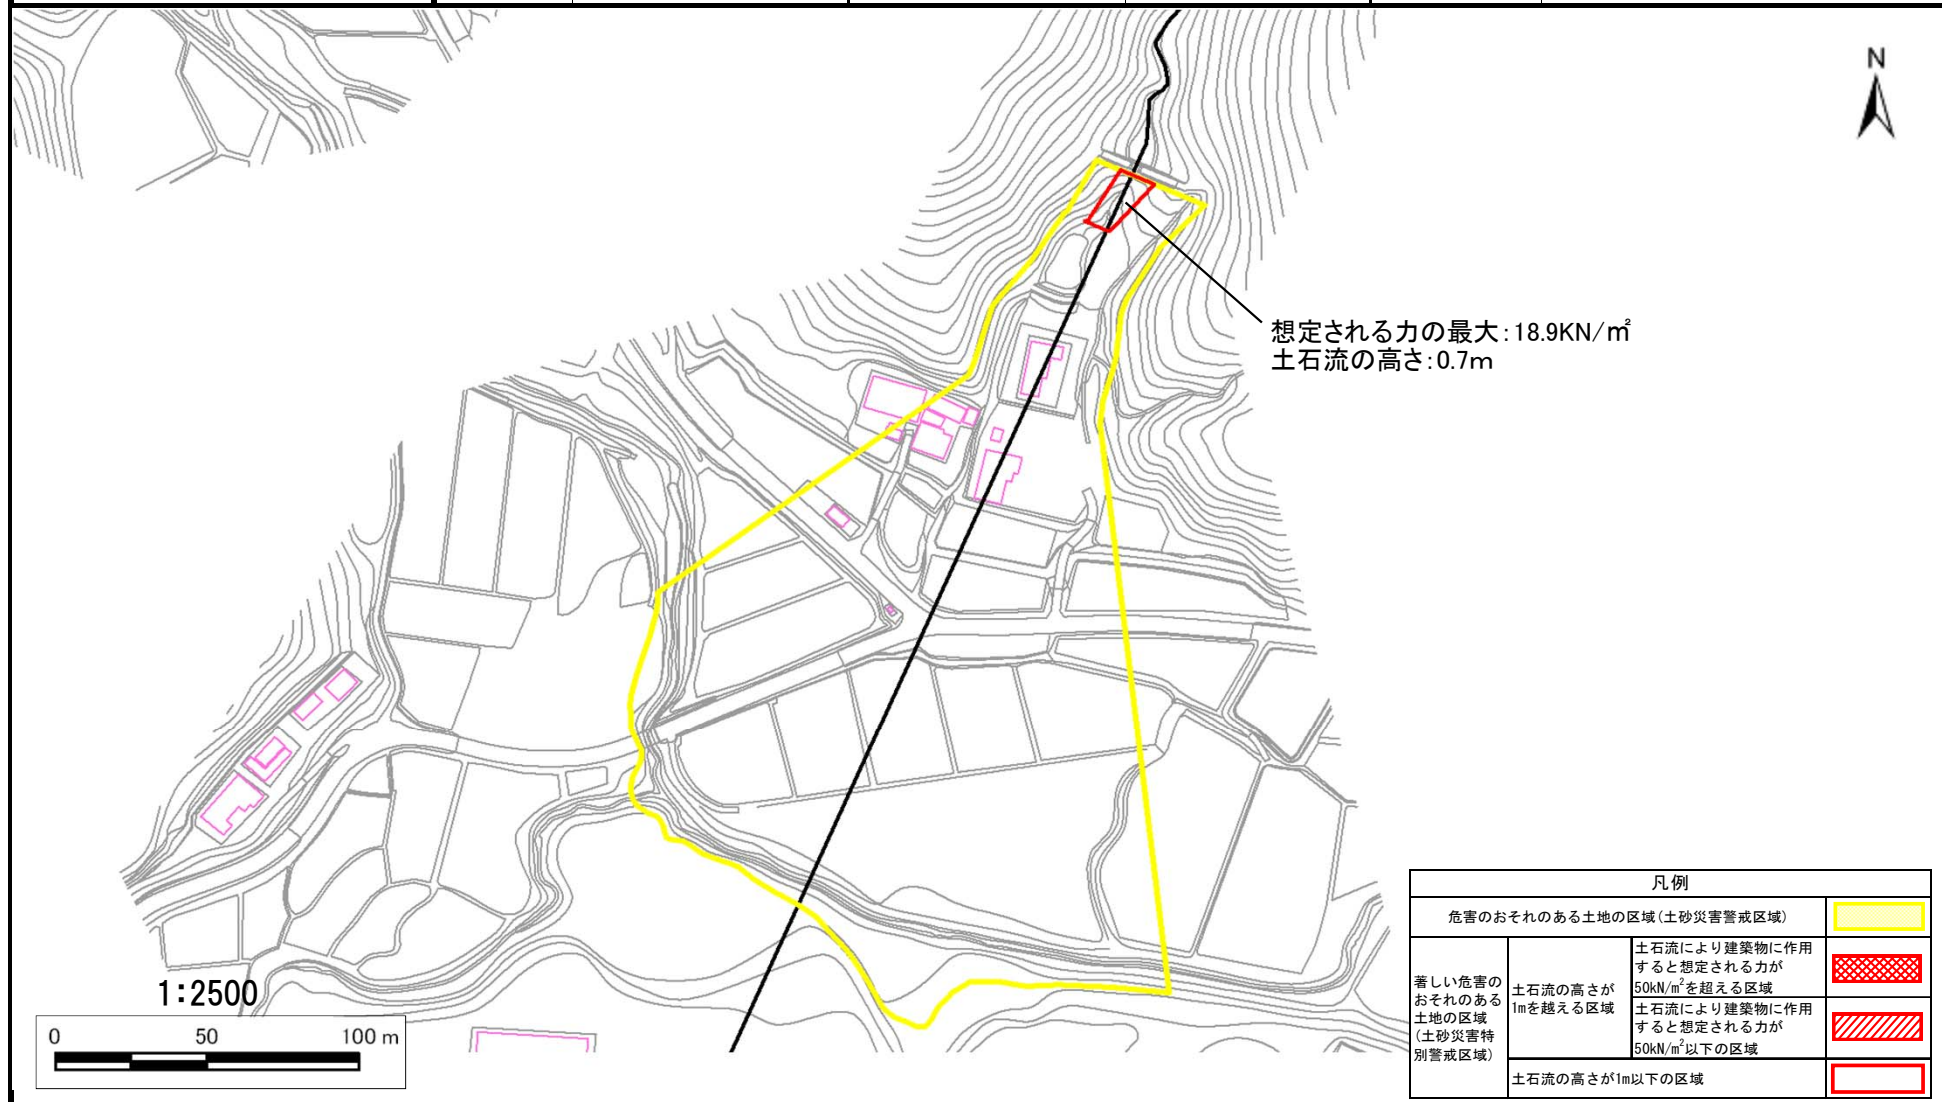 N
想定される力の最大:18.9KN/㎡
土石流の高さ:0.7m
1:2500
0 50 100 m
凡例
危害のおそれのある土地の区域(土砂災害警戒区域)
著しい危害の
おそれのある
土地の区域
(土砂災害特
別警戒区域)
土石流の高さが
1mを越える区域
土石流により建築物に作用
すると想定される力が
50kN/m²を超える区域
土石流により建築物に作用
すると想定される力が
50kN/m²以下の区域
土石流の高さが1m以下の区域